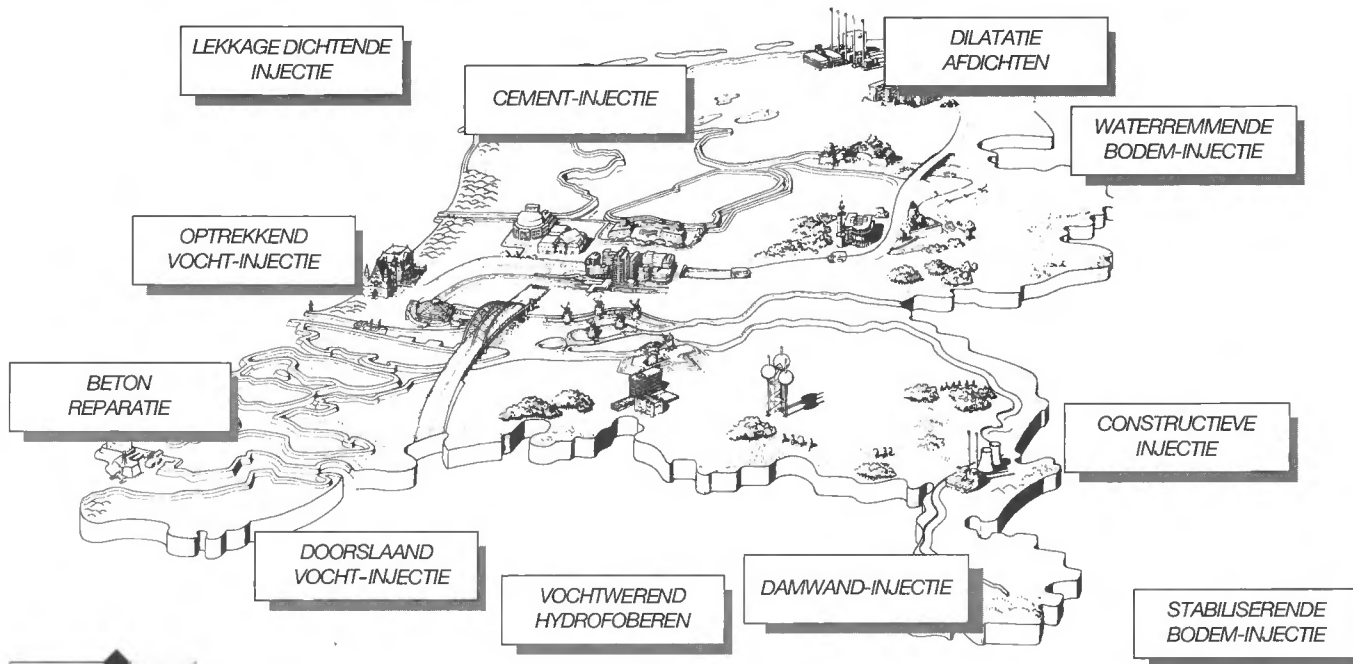 LEKKAGE DICHTENDE
INJECTIE
CEMENT-INJECTIE
DILATATIE
AFDICHTEN
WATERREMMENDE
BODEM-INJECTIE
OPTREKKEND
VOCHT-INJECTIE
BETON
REPARATIE
CONSTRUCTIEVE
INJECTIE
DOORSLAAND
VOCHT-INJECTIE
VOCHTWEREND
HYDROFOBEREN
DAMWAND-INJECTIE
STABILISERENDE
BODEM-INJECTIE